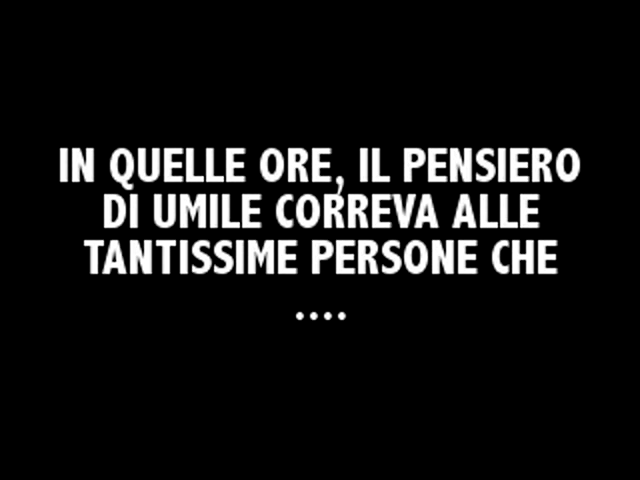 IN QUELLE ORE, IL PENSIERO
DI UMILE CORREVA ALLE
TANTISSIME PERSONE CHE
....